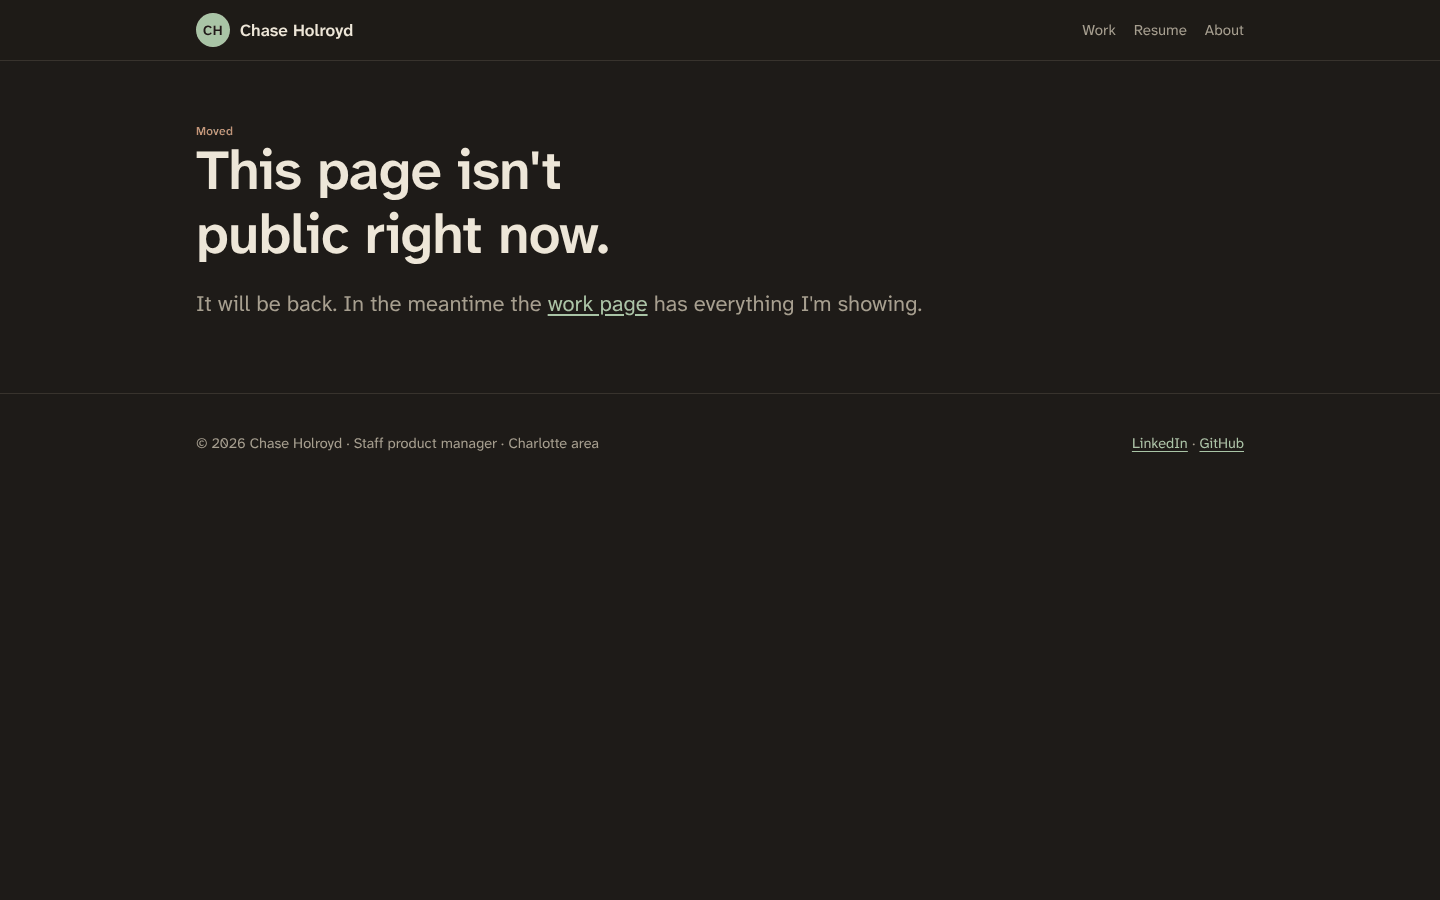 CH Chase Holroyd Work Resume About
Moved
This page isn't
public right now.
It will be back. In the meantime the work page has everything I'm showing.
© 2026 Chase Holroyd · Staff product manager · Charlotte area LinkedIn · GitHub